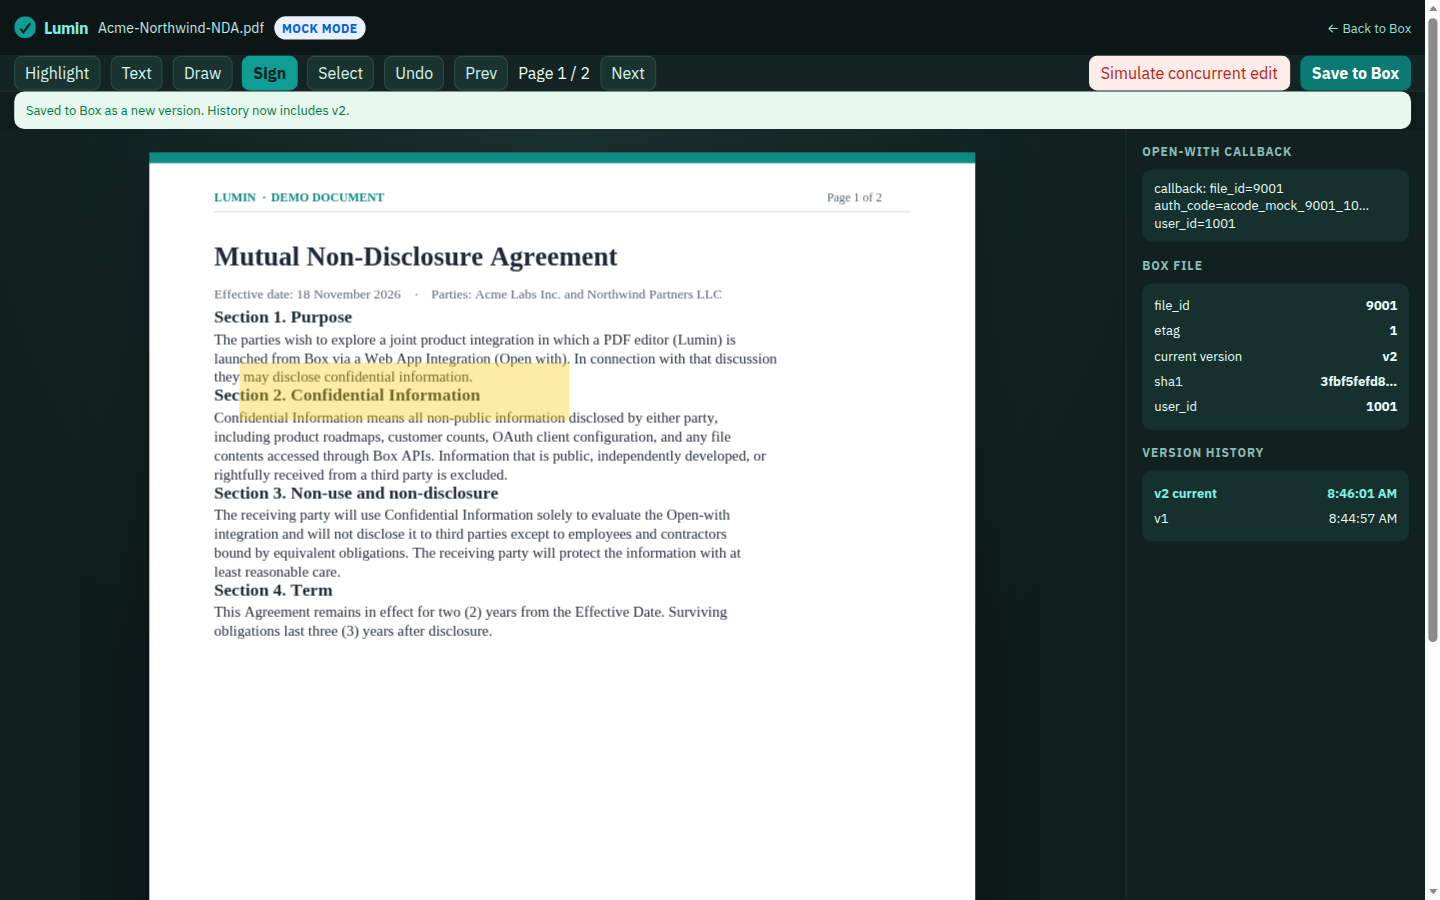 Lumin Acme-Northwind-NDA.pdf MOCK MODE ← Back to Box
Highlight Text Draw Sign Select Undo Prev Page 1 / 2 Next Simulate concurrent edit Save to Box
Saved to Box as a new version. History now includes v2.
LUMIN · DEMO DOCUMENT Page 1 of 2
Mutual Non-Disclosure Agreement
Effective date: 18 November 2026 · Parties: Acme Labs Inc. and Northwind Partners LLC
Section 1. Purpose
The parties wish to explore a joint product integration in which a PDF editor (Lumin) is
launched from Box via a Web App Integration (Open with). In connection with that discussion
they may disclose confidential information.
Section 2. Confidential Information
Confidential Information means all non-public information disclosed by either party,
including product roadmaps, customer counts, OAuth client configuration, and any file
contents accessed through Box APIs. Information that is public, independently developed, or
rightfully received from a third party is excluded.
Section 3. Non-use and non-disclosure
The receiving party will use Confidential Information solely to evaluate the Open-with
integration and will not disclose it to third parties except to employees and contractors
bound by equivalent obligations. The receiving party will protect the information with at
least reasonable care.
Section 4. Term
This Agreement remains in effect for two (2) years from the Effective Date. Surviving
obligations last three (3) years after disclosure.
OPEN-WITH CALLBACK
callback: file_id=9001
auth_code=acode_mock_9001_10...
user_id=1001
BOX FILE
file_id 9001
etag 1
current version v2
sha1 3fbf5fefd8...
user_id 1001
VERSION HISTORY
v2 current 8:46:01 AM
v1 8:44:57 AM